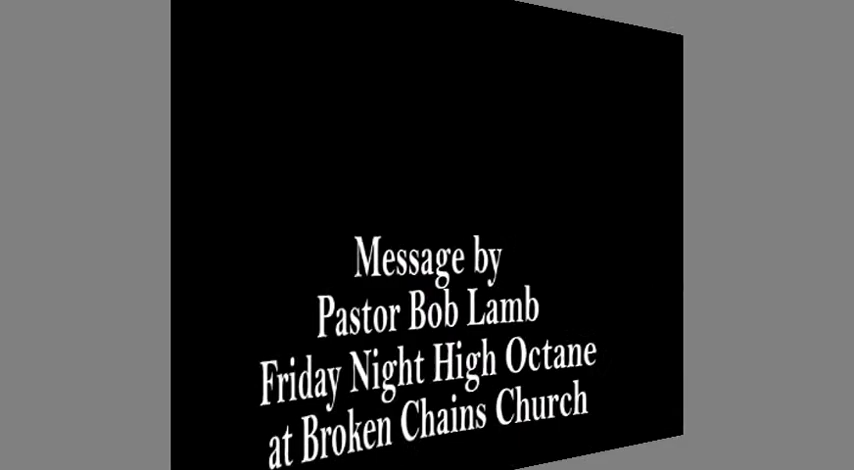 Message by
Pastor Bob Lamb
Friday Night High Octane
at Broken Chains Church